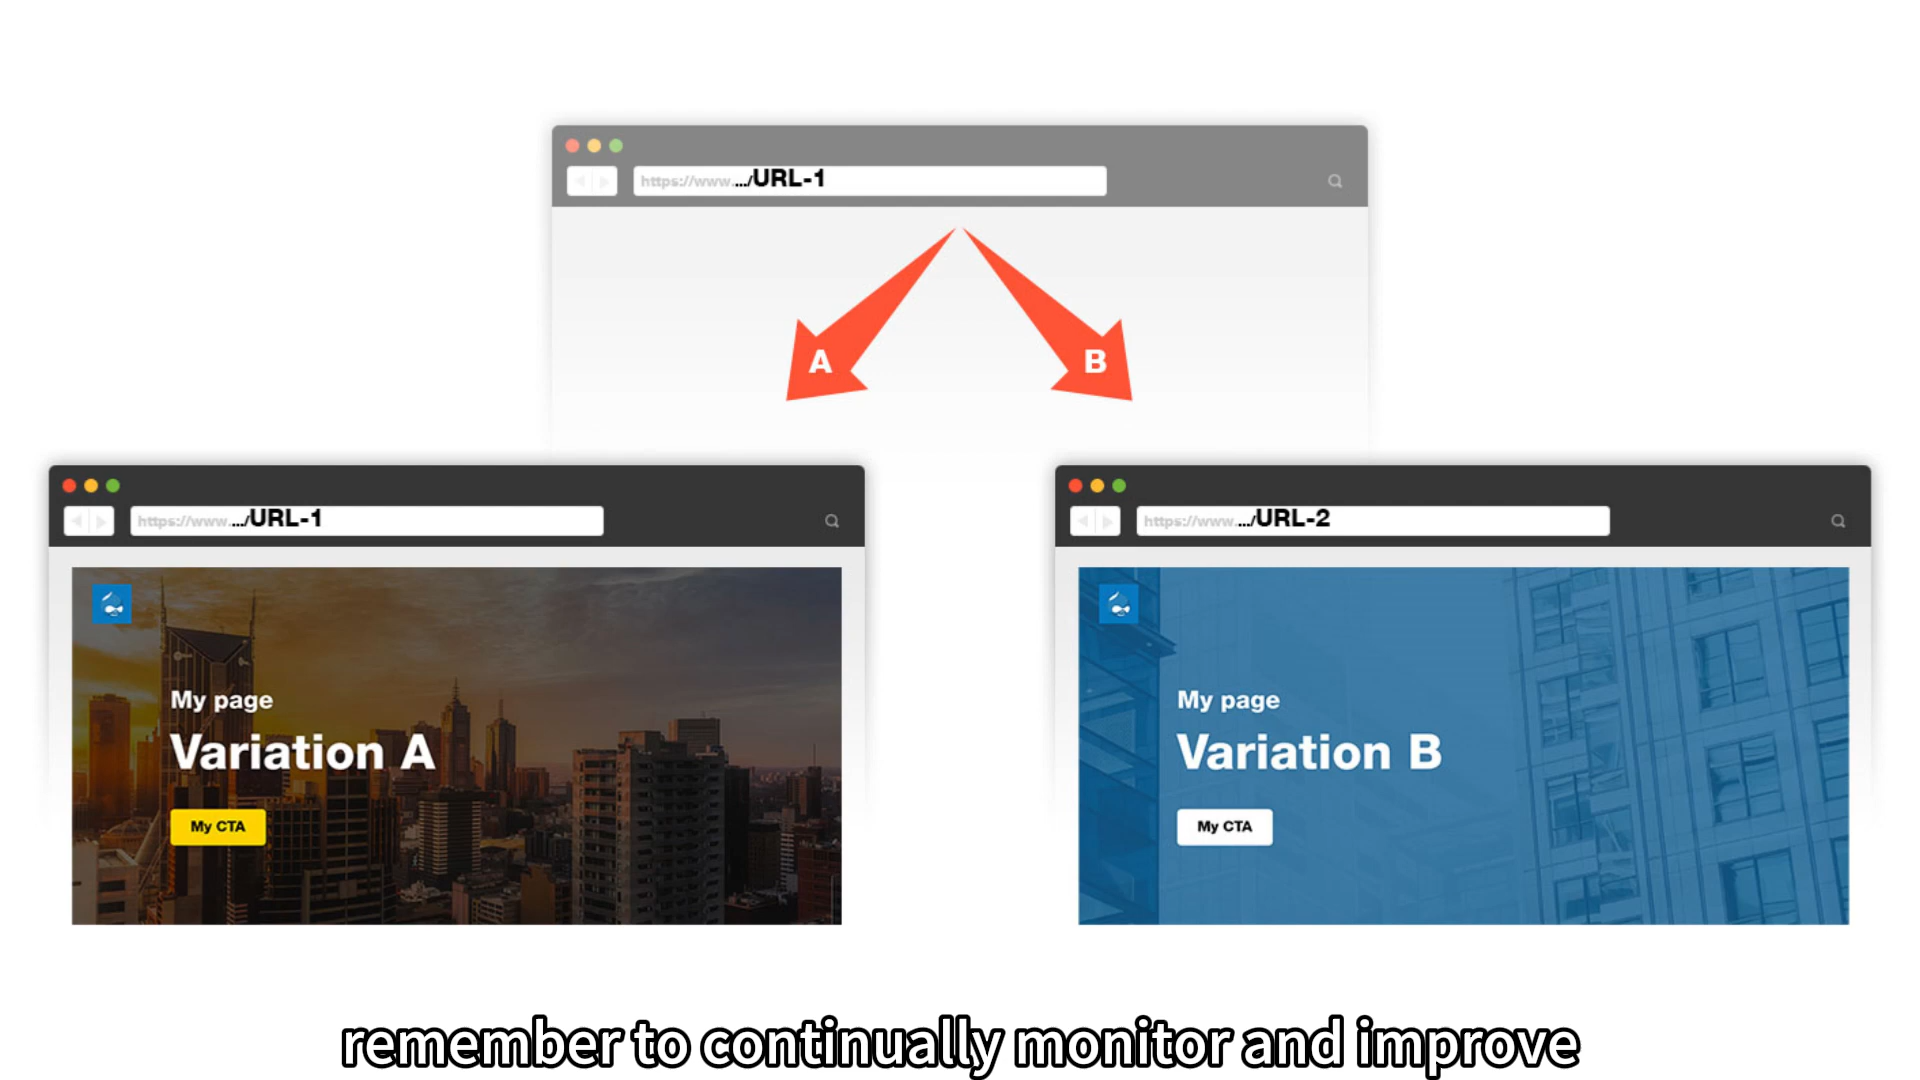 https://www.../URL-1
A
B
https://www.../URL-1
My page
Variation A
My CTA
https://www.../URL-2
My page
Variation B
My CTA
remember to continually monitor and improve